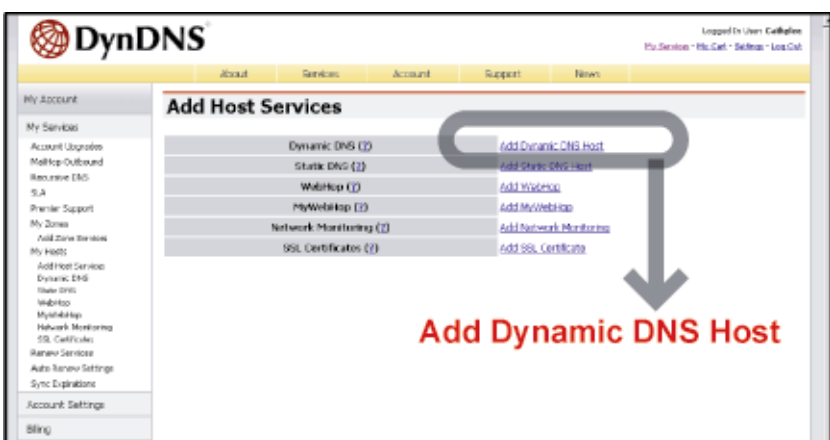 DynDNS
Logged In User: Cathylee
My Services - My Cart - Settings - Log Out
About Services Account Support News
My Account
My Services
Account Upgrades
MailHop Outbound
Recursive DNS
SLA
Premier Support
My Zones
Add Zone Services
My Hosts
Add Host Services
Dynamic DNS
Static DNS
WebHop
MyWebHop
Network Monitoring
SSL Certificates
Renew Services
Auto Renew Settings
Sync Expirations
Account Settings
Billing
Add Host Services
Dynamic DNS (?) Add Dynamic DNS Host
Static DNS (?) Add Static DNS Host
WebHop (?) Add WebHop
MyWebHop (?) Add MyWebHop
Network Monitoring (?) Add Network Monitoring
SSL Certificates (?) Add SSL Certificate
Add Dynamic DNS Host